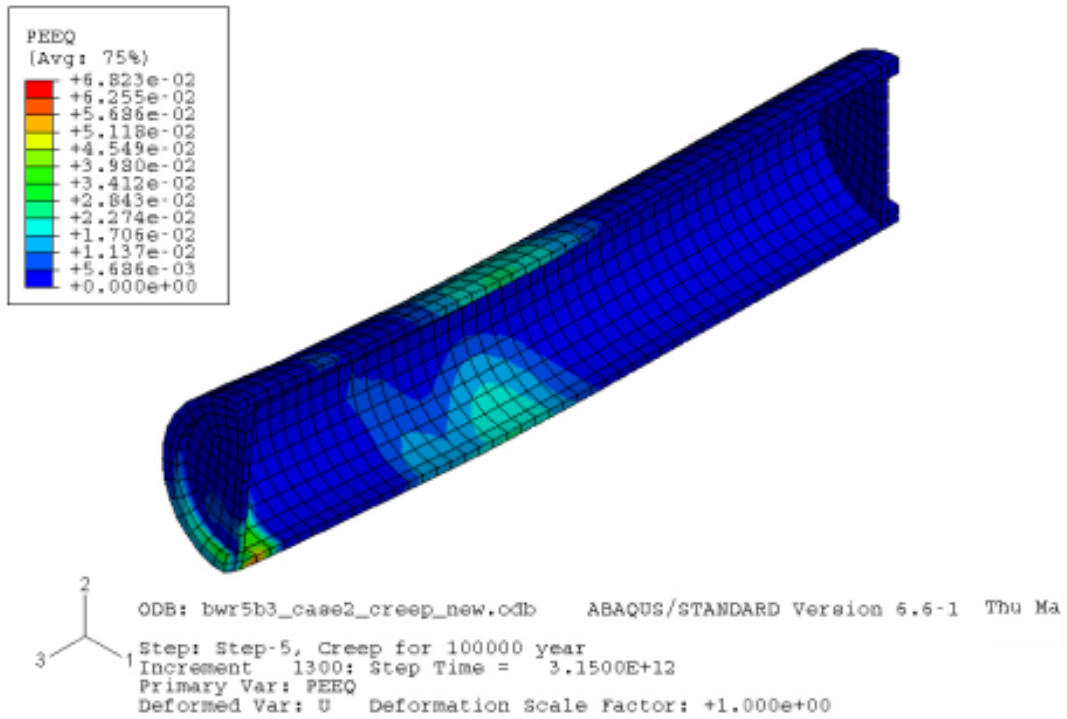 PEEQ
(Avg: 75%)
+6.823e-02
+6.255e-02
+5.686e-02
+5.118e-02
+4.549e-02
+3.980e-02
+3.412e-02
+2.843e-02
+2.274e-02
+1.706e-02
+1.137e-02
+5.686e-03
+0.000e+00
2
3
1
ODB: bwr5b3_case2_creep_new.odb ABAQUS/STANDARD Version 6.6-1 Thu Ma
Step: Step-5, Creep for 100000 year
Increment 1300: Step Time = 3.1500E+12
Primary Var: PEEQ
Deformed Var: U Deformation Scale Factor: +1.000e+00